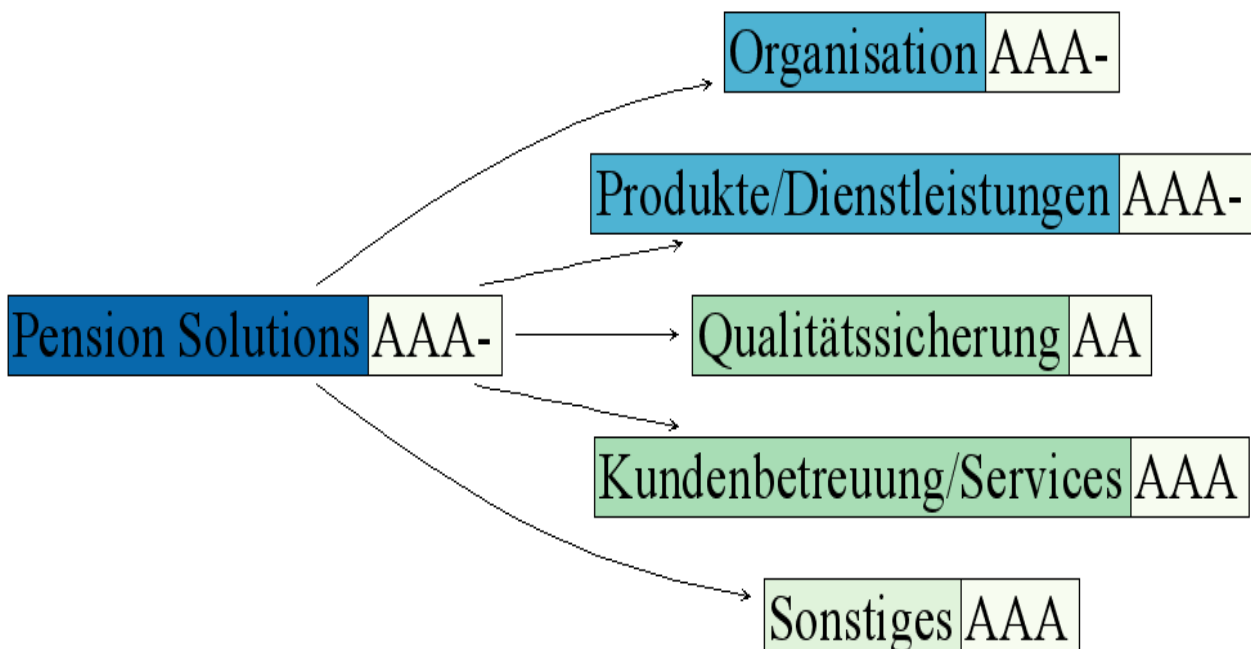 Organisation AAA-
Produkte/Dienstleistungen AAA-
Pension Solutions AAA-
Qualitätssicherung AA
Kundenbetreuung/Services AAA
Sonstiges AAA